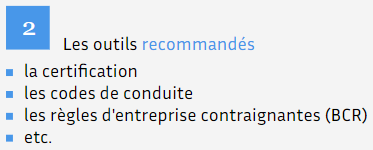 2
Les outils recommandés
la certification
les codes de conduite
les règles d'entreprise contraignantes (BCR)
etc.